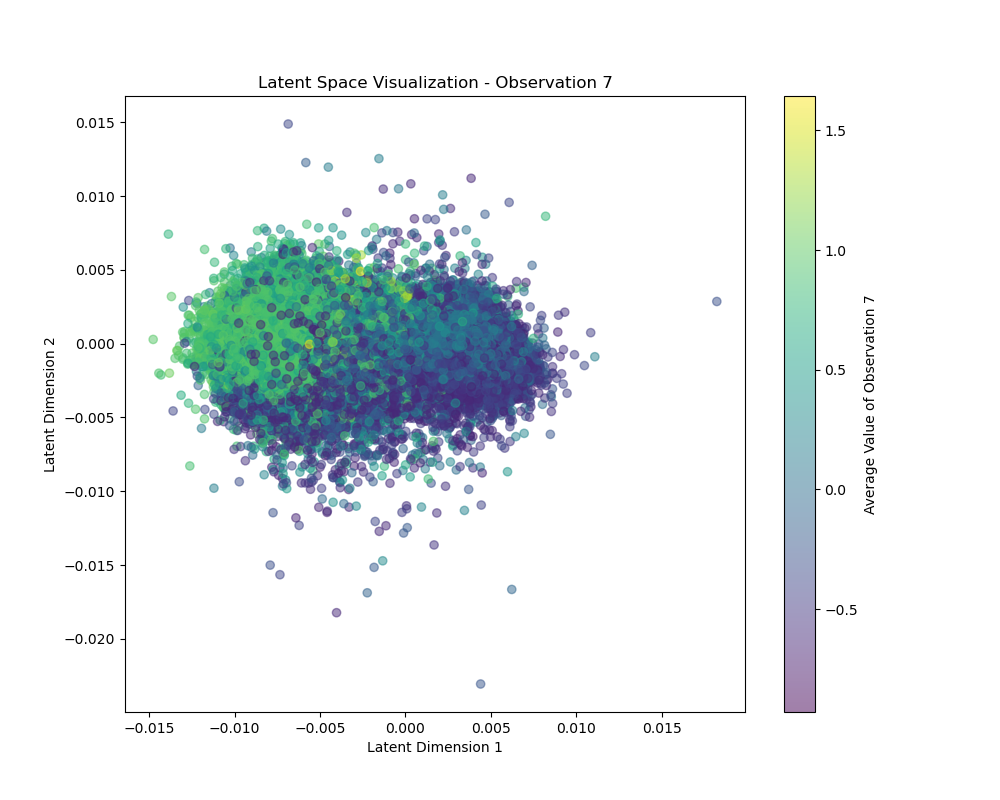 Latent Space Visualization - Observation 7
0.015
0.010
0.005
0.000
−0.005
−0.010
−0.015
−0.020
Latent Dimension 2
−0.015 −0.010 −0.005 0.000 0.005 0.010 0.015
Latent Dimension 1
1.5
1.0
0.5
0.0
−0.5
Average Value of Observation 7